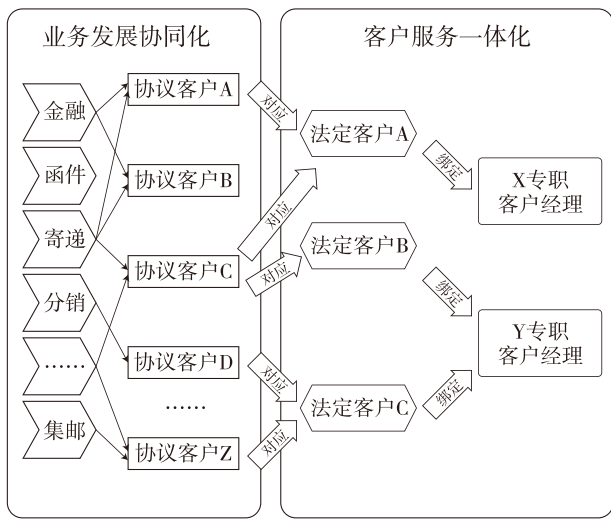 业务发展协同化
客户服务一体化
金融
函件
寄递
分销
……
集邮
协议客户A
协议客户B
协议客户C
协议客户D
……
协议客户Z
对应
对应
对应
对应
对应
法定客户A
法定客户B
法定客户C
绑定
绑定
绑定
X专职
客户经理
Y专职
客户经理